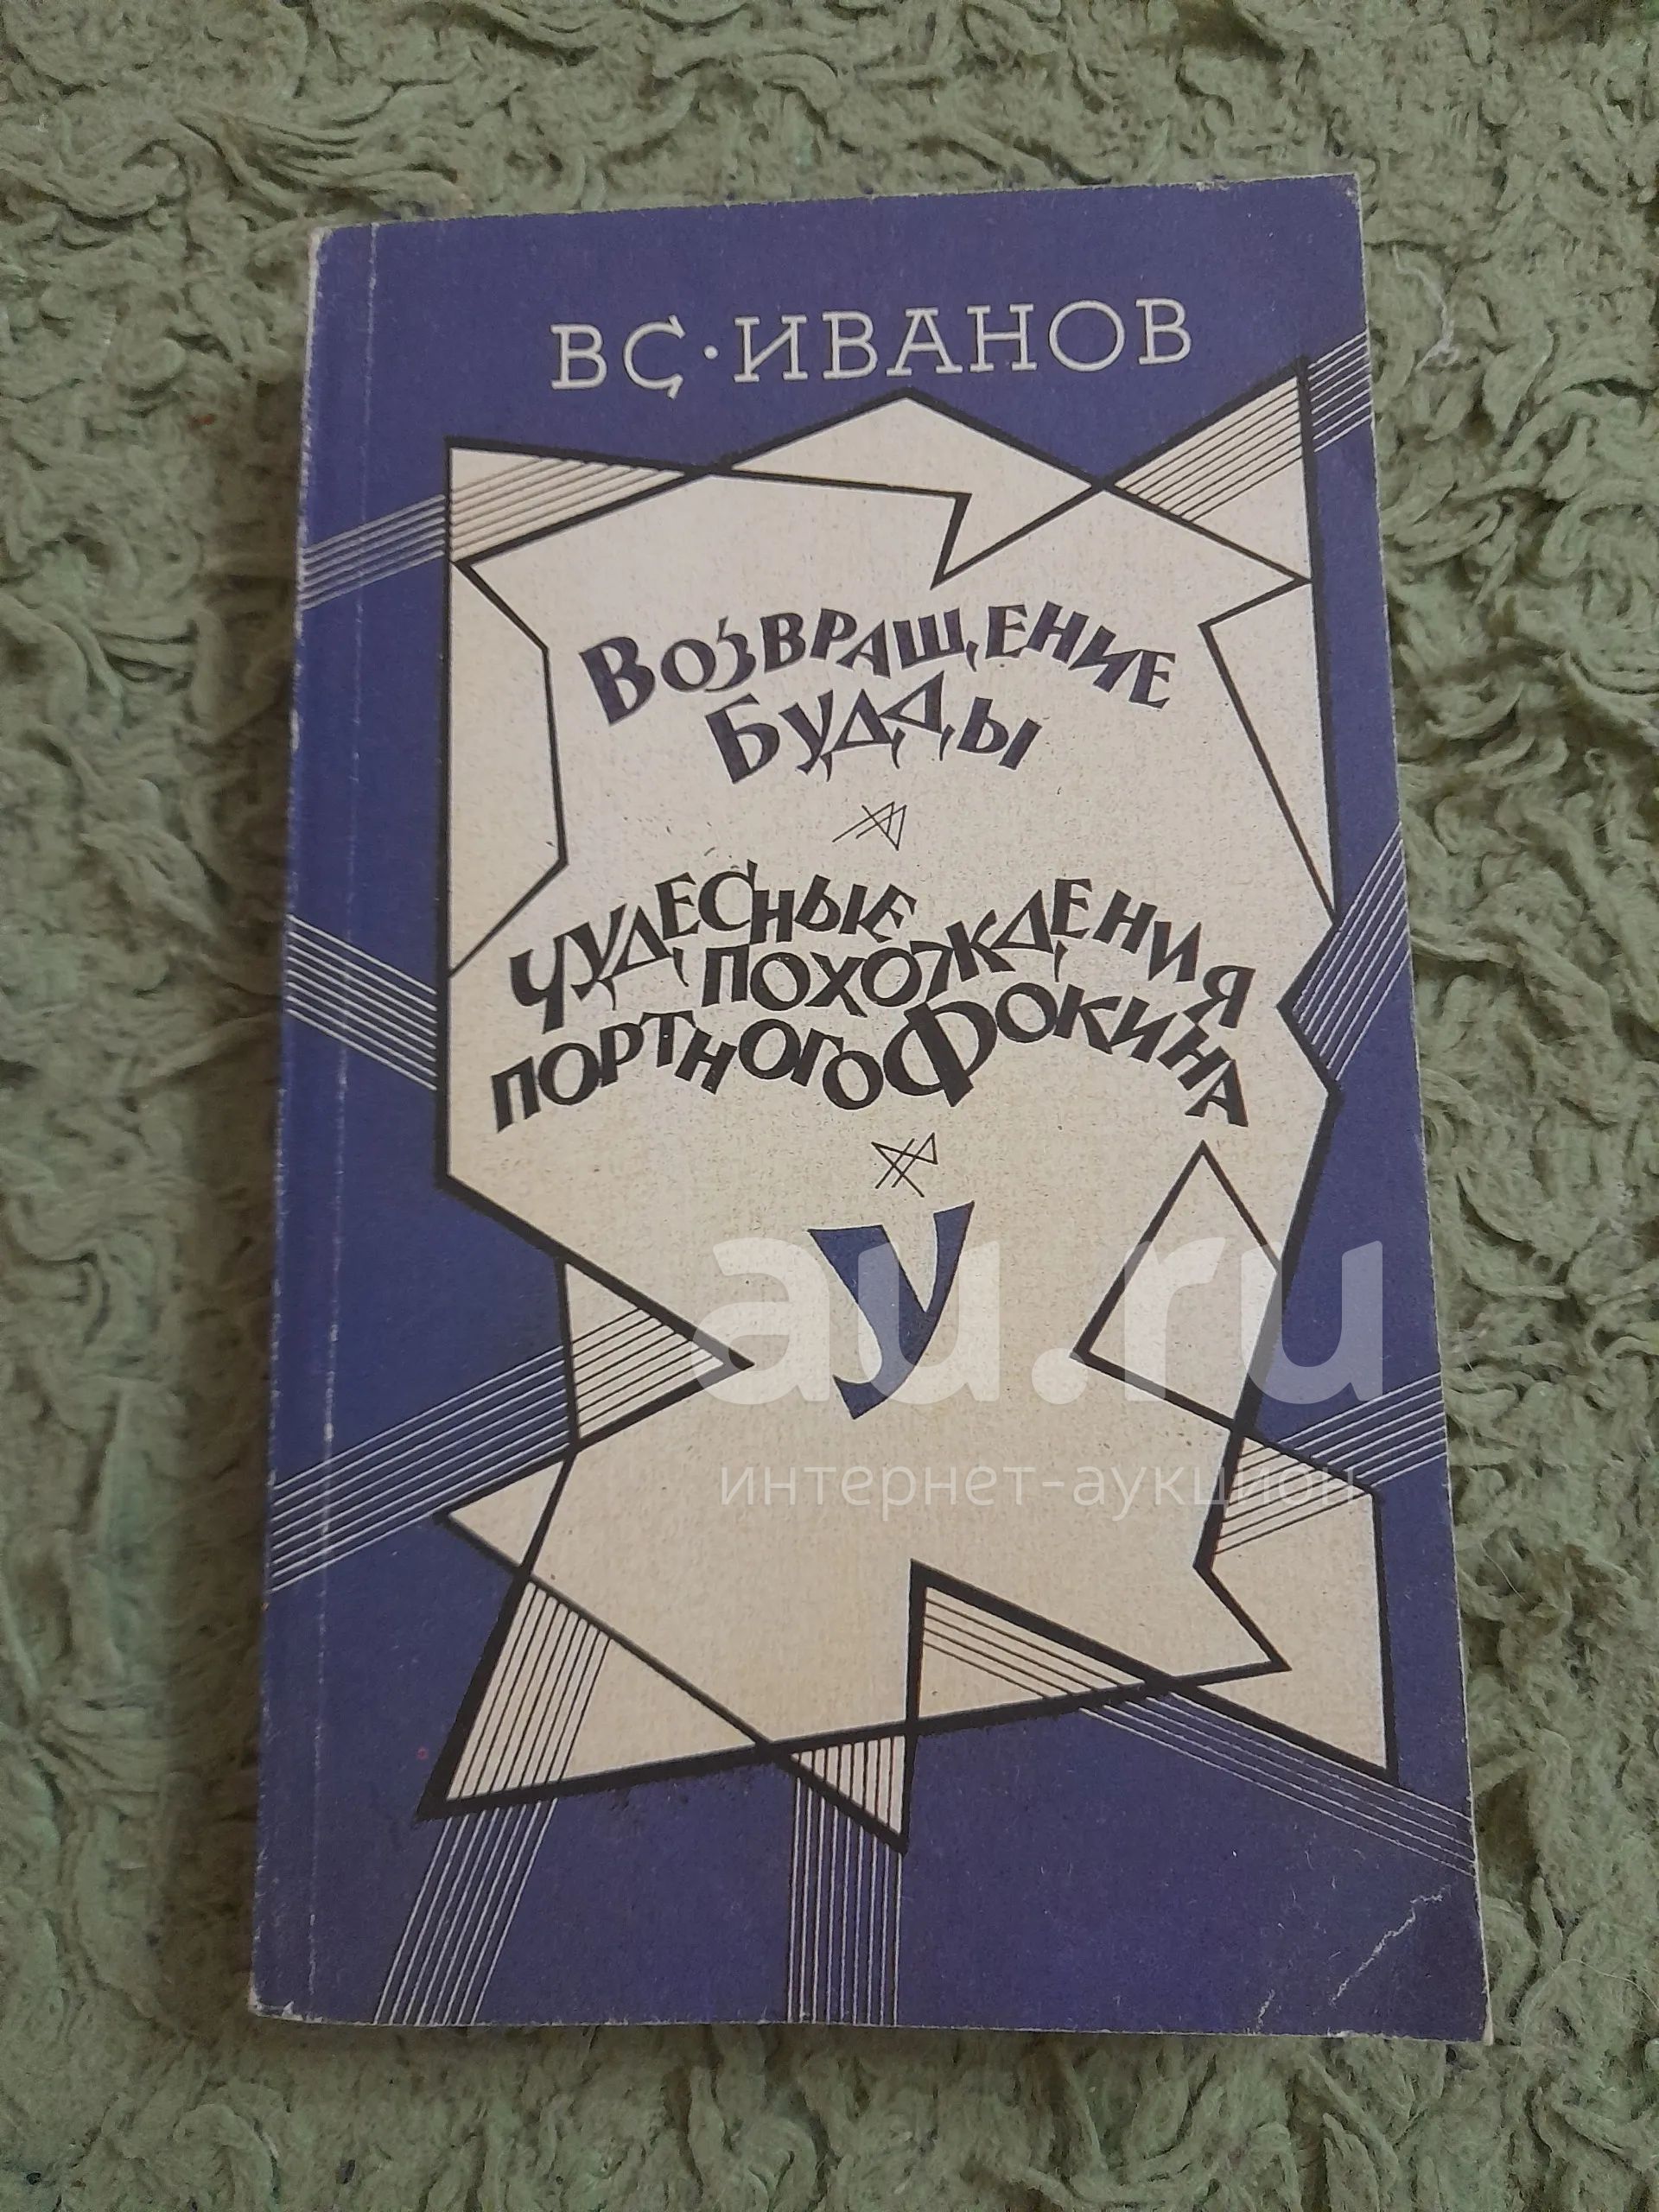 ВС·ИВАНОВ
ВОЗВРАЩЕНИЕ
БУДДЫ
ЧУДЕСНЫЕ
ПОХОЖДЕНИЯ
ПОРТНОГО ФОКИНА
У
au.ru
интернет-аукцион